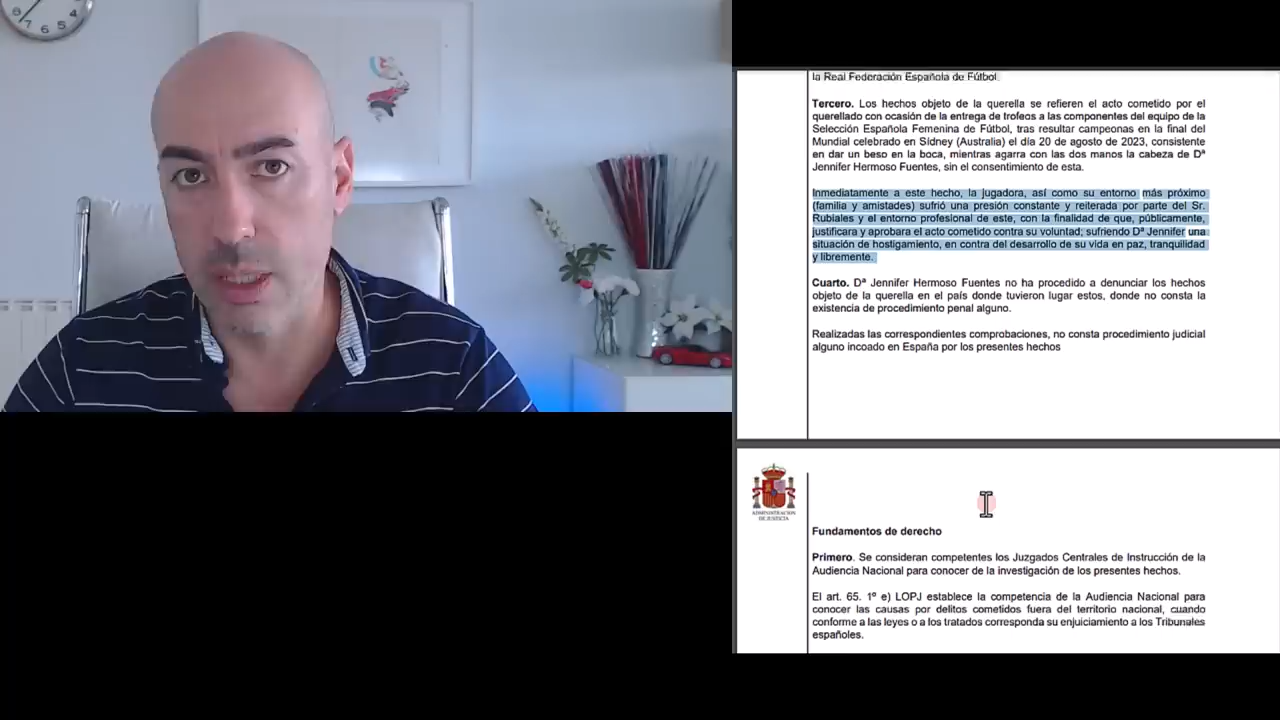 7 6 5 4
8
la Real Federación Española de Fútbol.
Tercero. Los hechos objeto de la querella se refieren el acto cometido por el
querellado con ocasión de la entrega de trofeos a las componentes del equipo de la
Selección Española Femenina de Fútbol, tras resultar campeonas en la final del
Mundial celebrado en Sídney (Australia) el día 20 de agosto de 2023, consistente
en dar un beso en la boca, mientras agarra con las dos manos la cabeza de Dª
Jennifer Hermoso Fuentes, sin el consentimiento de esta.
Inmediatamente a este hecho, la jugadora, así como su entorno más próximo
(familia y amistades) sufrió una presión constante y reiterada por parte del Sr.
Rubiales y el entorno profesional de este, con la finalidad de que, públicamente,
justificara y aprobara el acto cometido contra su voluntad; sufriendo Dª Jennifer una
situación de hostigamiento, en contra del desarrollo de su vida en paz, tranquilidad
y libremente.
Cuarto. Dª Jennifer Hermoso Fuentes no ha procedido a denunciar los hechos
objeto de la querella en el país donde tuvieron lugar estos, donde no consta la
existencia de procedimiento penal alguno.
Realizadas las correspondientes comprobaciones, no consta procedimiento judicial
alguno incoado en España por los presentes hechos
ADMINISTRACION
DE JUSTICIA
Fundamentos de derecho
Primero. Se consideran competentes los Juzgados Centrales de Instrucción de la
Audiencia Nacional para conocer de la investigación de los presentes hechos.
El art. 65. 1º e) LOPJ establece la competencia de la Audiencia Nacional para
conocer las causas por delitos cometidos fuera del territorio nacional, cuando
conforme a las leyes o a los tratados corresponda su enjuiciamiento a los Tribunales
españoles.